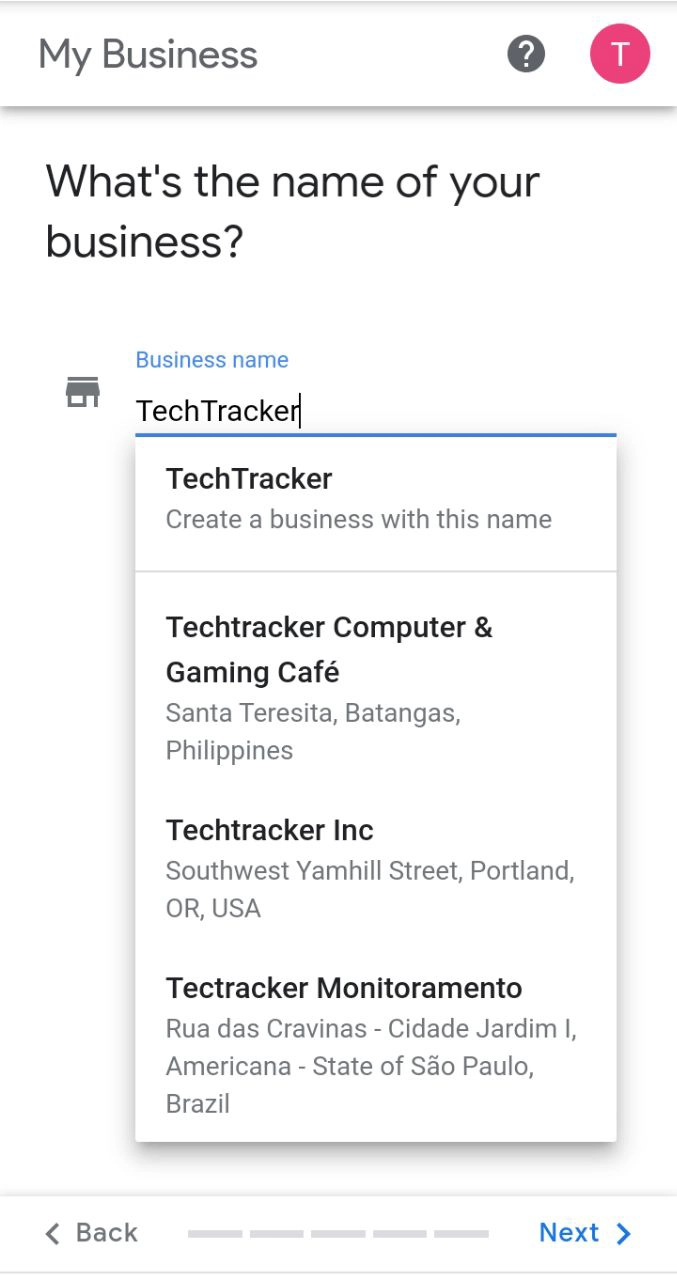 My Business
?
T
What's the name of your
business?
Business name
TechTracker
TechTracker
Create a business with this name
Techtracker Computer &
Gaming Café
Santa Teresita, Batangas,
Philippines
Techtracker Inc
Southwest Yamhill Street, Portland,
OR, USA
Tectracker Monitoramento
Rua das Cravinas - Cidade Jardim I,
Americana - State of São Paulo,
Brazil
Back
Next